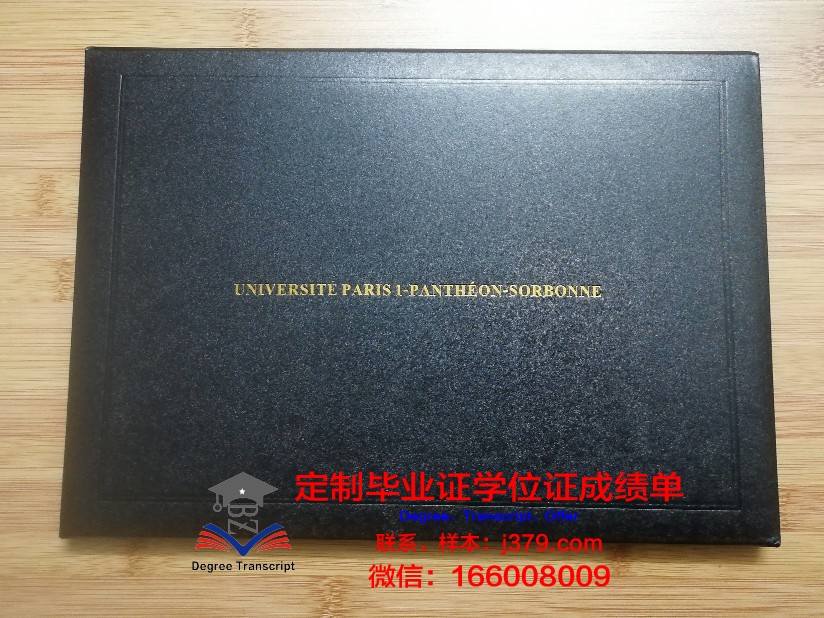 UNIVERSITE PARIS 1-PANTHÉON-SORBONNE
定制毕业证学位证成绩单
Degree . Transcript . Offer
联系、样本：j379.com
微信：166008009
BZ
Degree Transcript